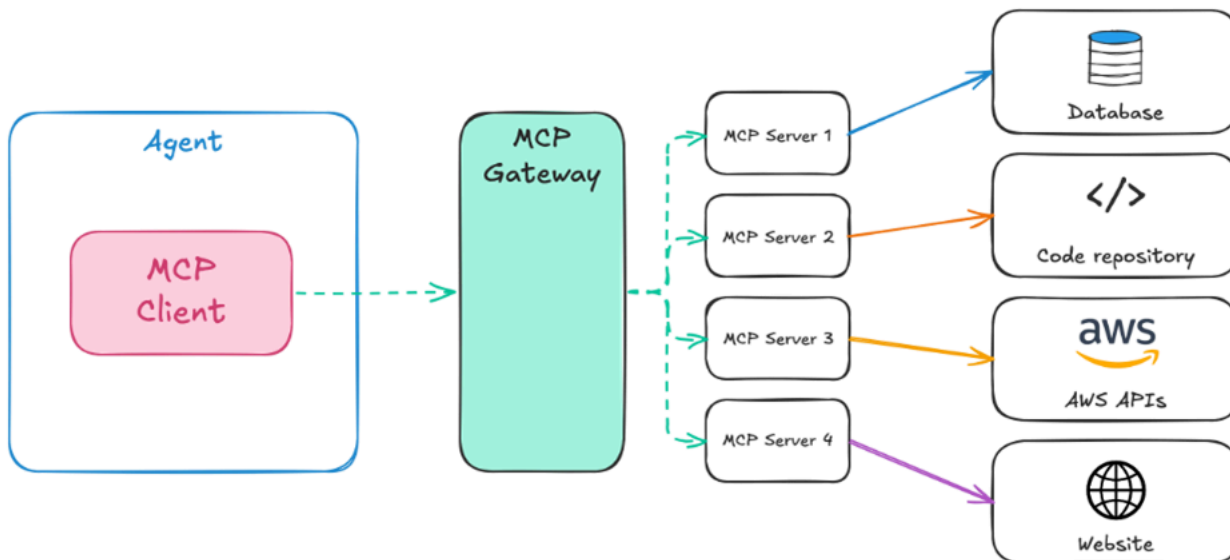 Agent
MCP
Client
MCP
Gateway
MCP Server 1
MCP Server 2
MCP Server 3
MCP Server 4
Database
</>
Code repository
aws
AWS APIs
Website